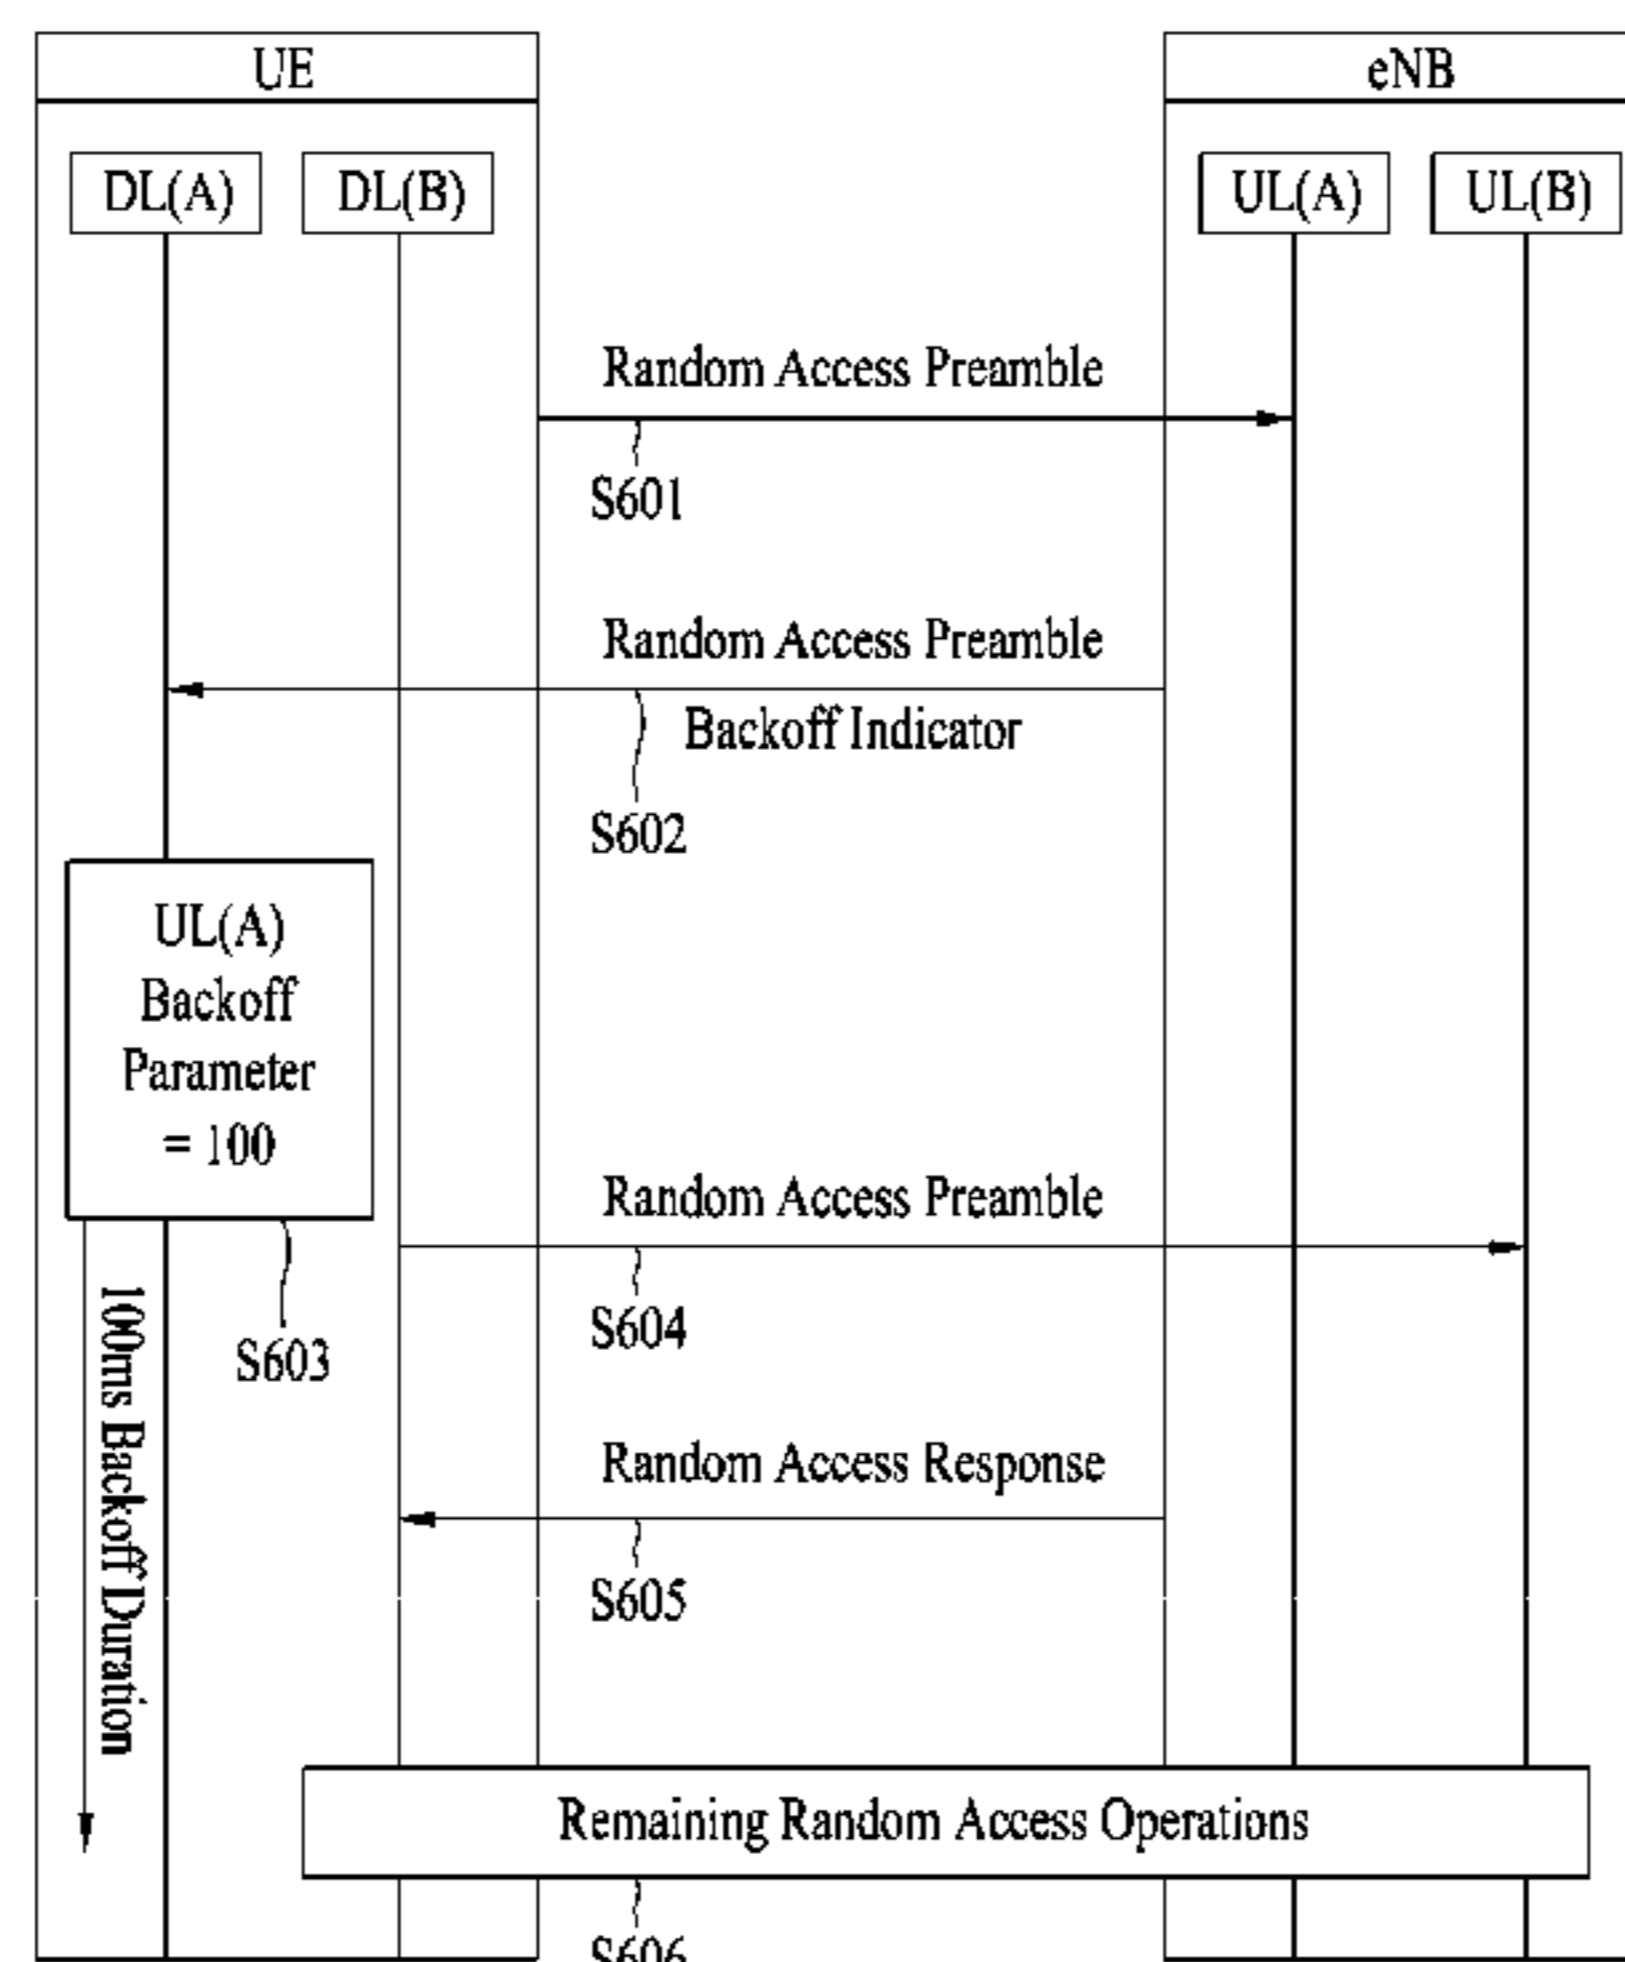 UE
eNB
DL(A)
DL(B)
UL(A)
UL(B)
Random Access Preamble
S601
Random Access Preamble
Backoff Indicator
S602
UL(A)
Backoff
Parameter
= 100
Random Access Preamble
S604
S603
100ms Backoff Duration
Random Access Response
S605
Remaining Random Access Operations
S606